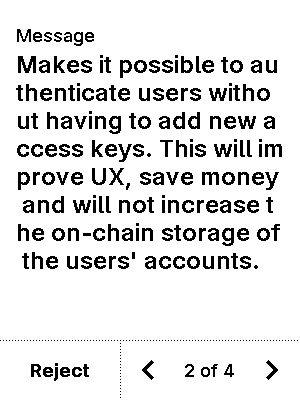 Message
Makes it possible to au
thenticate users witho
ut having to add new a
ccess keys. This will im
prove UX, save money
and will not increase t
he on-chain storage of
the users' accounts.
Reject
2 of 4